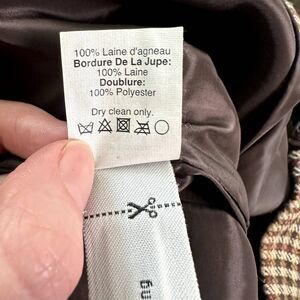 100% Laine d'agneau
Bordure De La Jupe:
100% Laine
Doublure:
100% Polyester
Dry clean only.